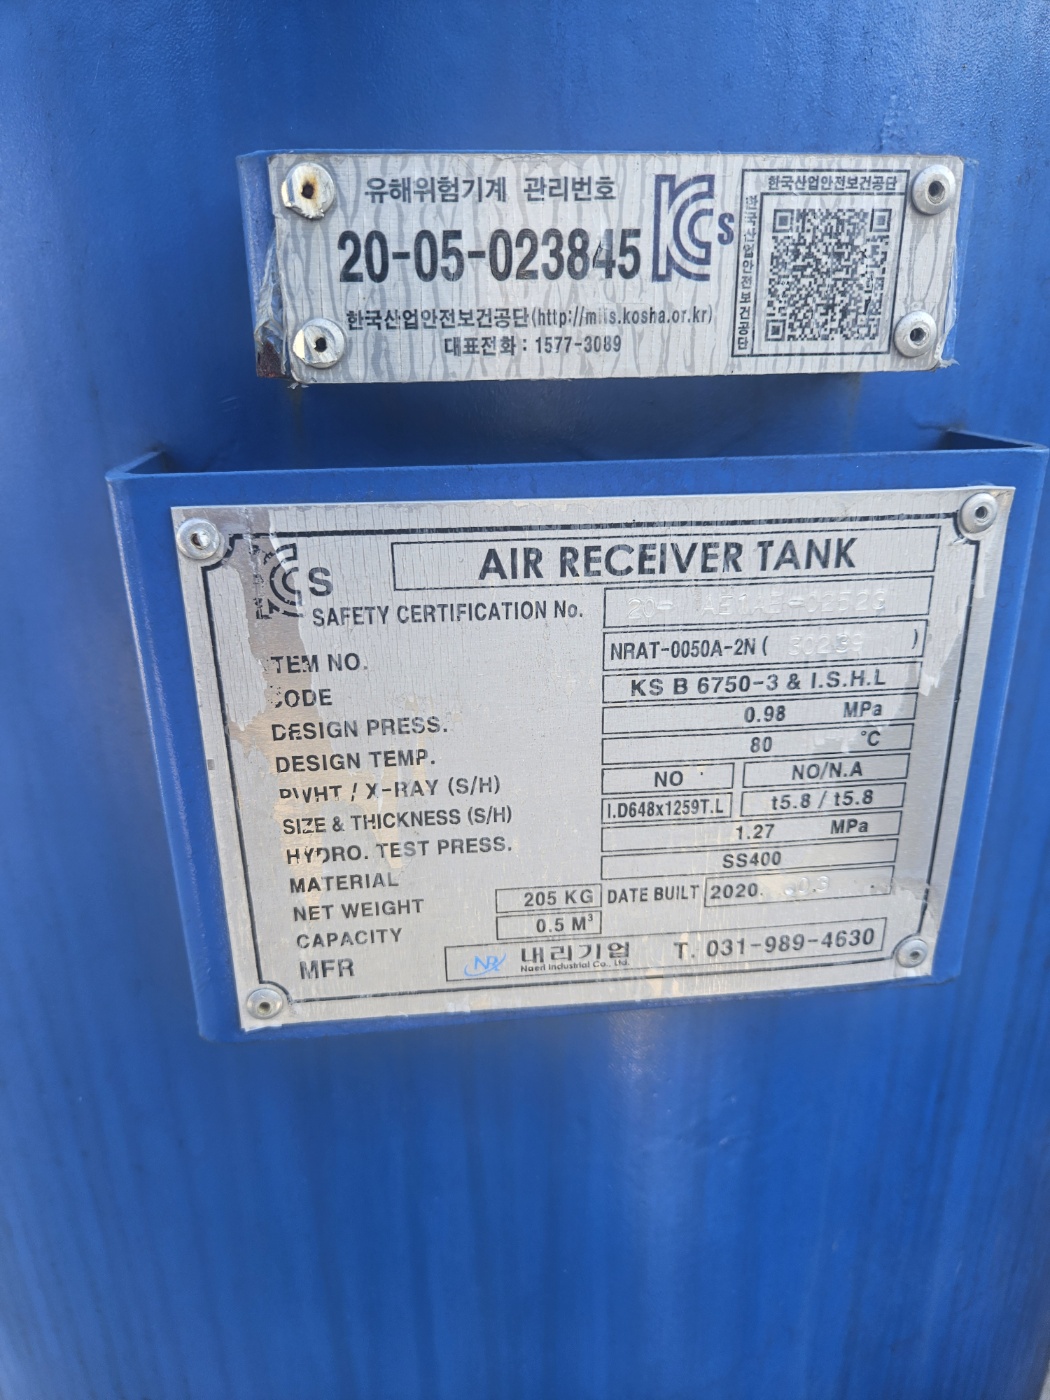 유해위험기계 관리번호
20-05-023845
S
한국산업안전보건공단(http://miis.kosha.or.kr)
대표전화 : 1577-3089
한국산업안전보건공단
한국산업안전보건공단
S
AIR RECEIVER TANK
SAFETY CERTIFICATION No.
TEM NO. NRAT-0050A-2N ( )
CODE KS B 6750-3 & I.S.H.L
DESIGN PRESS. 0.98 MPa
DESIGN TEMP. 80 °C
PWHT / X-RAY (S/H) NO NO/N.A
SIZE & THICKNESS (S/H) I.D648x1259T.L t5.8 / t5.8
HYDRO. TEST PRESS. 1.27 MPa
MATERIAL SS400
NET WEIGHT 205 KG DATE BUILT 2020.
CAPACITY 0.5 M³
MFR 내리기업 T. 031-989-4630
Naeri Industrial Co., Ltd.